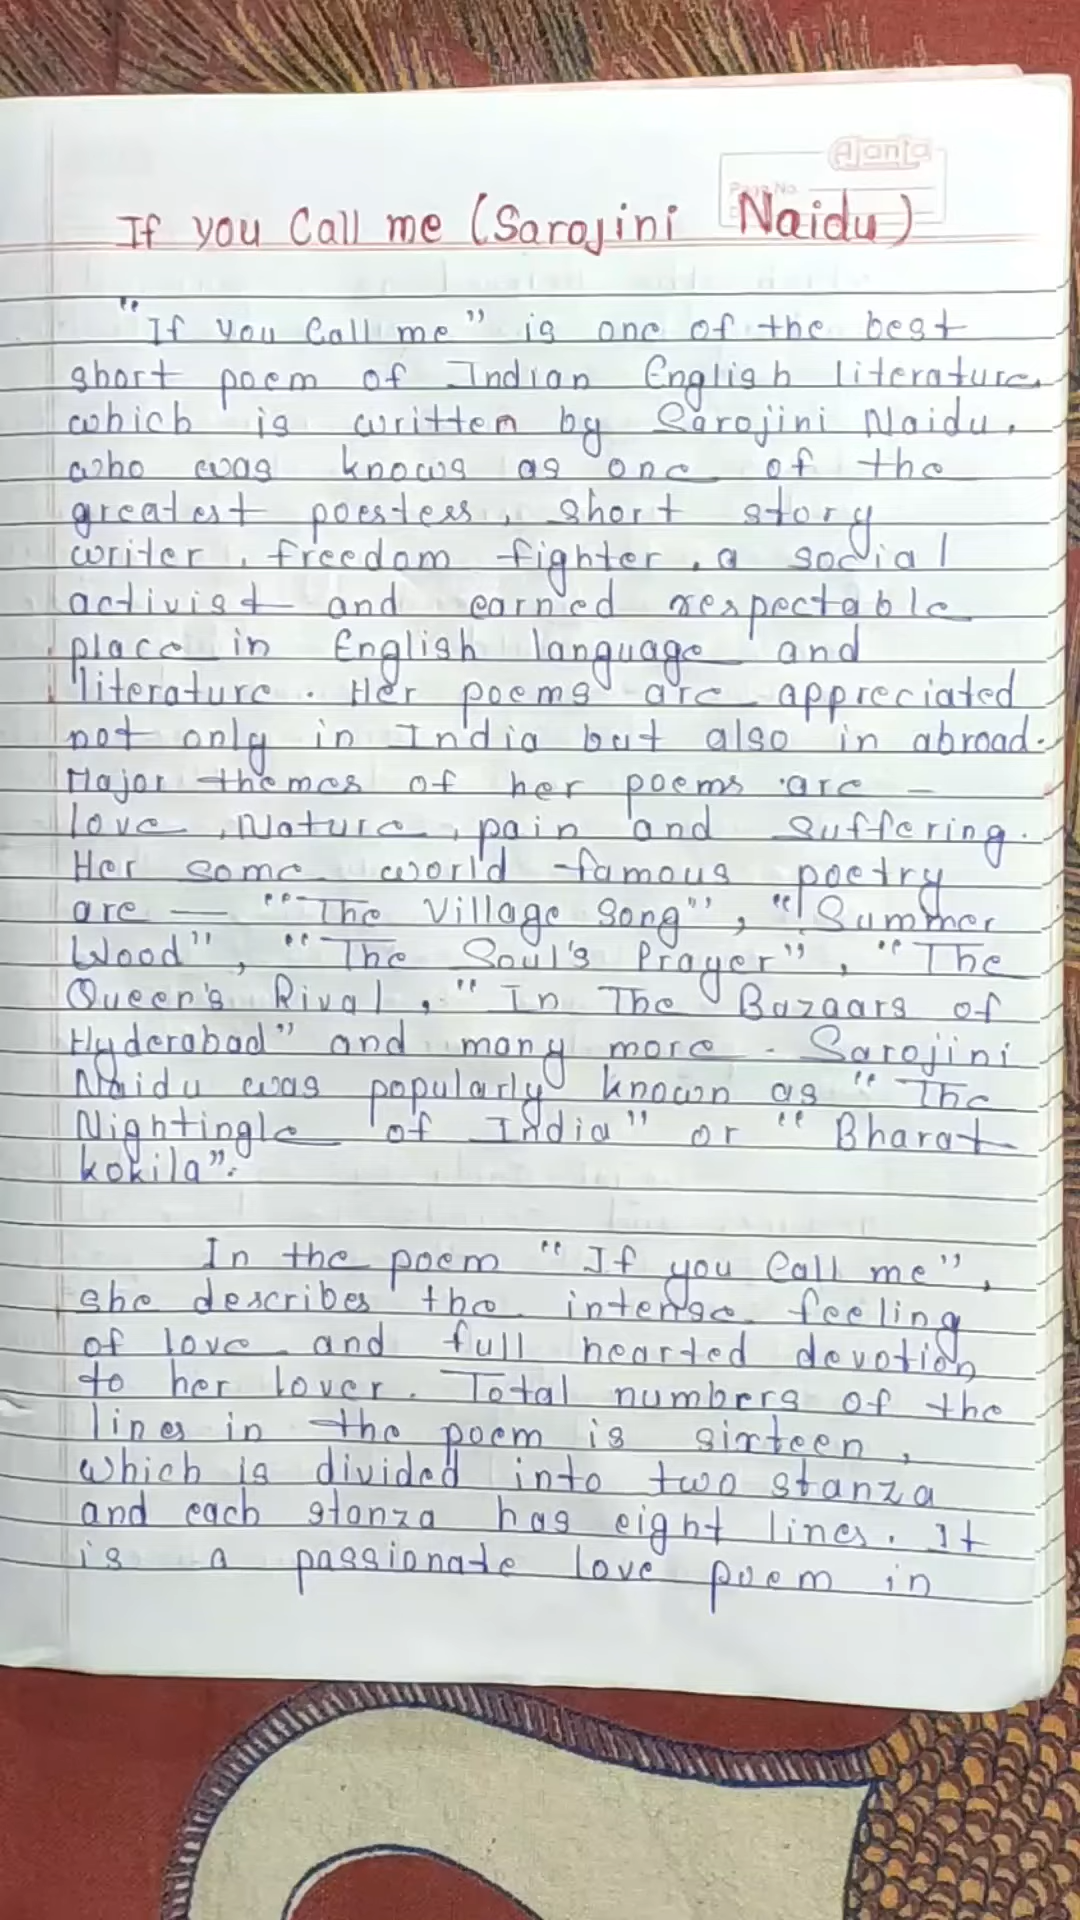 Ajanta
Page No.
If you Call me (Sarojini Naidu)
"If you Call me" is one of the best
short poem of Indian English literature
which is written by Sarojini Naidu,
who was knows as one of the
greatest poestess, short story
writer, freedom fighter, a social
activist and earned respectable
place in English language and
literature. Her poems are appreciated
not only in India but also in abroad.
Major themes of her poems are —
love, Nature, pain and suffering.
Her some world famous poetry
are — "The Village Song", "Summer
Wood", "The Soul's Prayer", "The
Queen's Rival, "In The Bazaars of
Hyderabad" and many more. Sarojini
Naidu was popularly known as "The
Nightingle of India" or "Bharat
kokila".
In the poem "If you Call me",
she describes the intense feeling
of love and full hearted devotion
to her lover. Total numbers of the
lines in the poem is sixteen,
which is divided into two stanza
and each stanza has eight lines. It
is a passionate love poem in